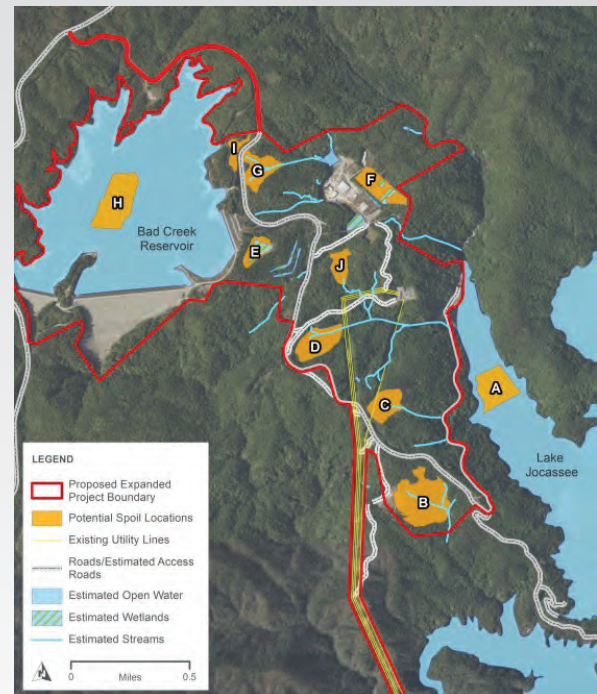 I
G
F
H
Bad Creek
Reservoir
E
J
D
A
C
Lake
Jocassee
B
LEGEND
Proposed Expanded
Project Boundary
Potential Spoil Locations
Existing Utility Lines
Roads/Estimated Access
Roads
Estimated Open Water
Estimated Wetlands
Estimated Streams
0 Miles 0.5